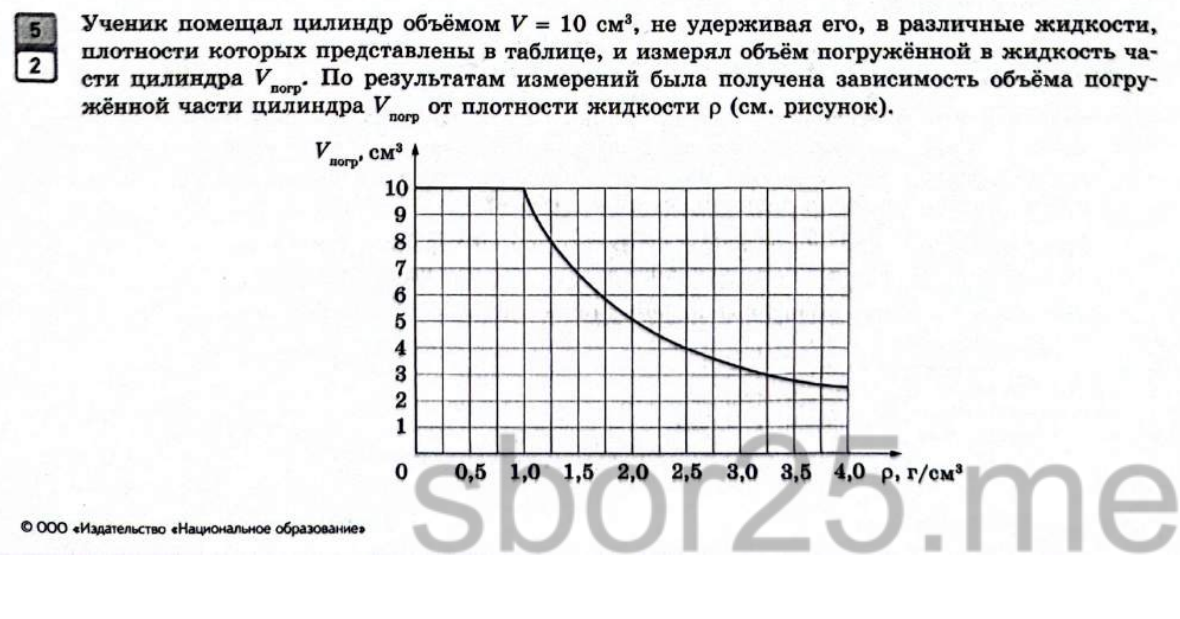 5
2
Ученик помещал цилиндр объёмом V = 10 см³, не удерживая его, в различные жидкости,
плотности которых представлены в таблице, и измерял объём погружённой в жидкость ча-
сти цилиндра Vпогр. По результатам измерений была получена зависимость объёма погру-
жённой части цилиндра Vпогр от плотности жидкости ρ (см. рисунок).
Vпогр, см³
10
9
8
7
6
5
4
3
2
1
0 0,5 1,0 1,5 2,0 2,5 3,0 3,5 4,0 ρ, г/см³
© ООО «Издательство «Национальное образование»
sbor25.me